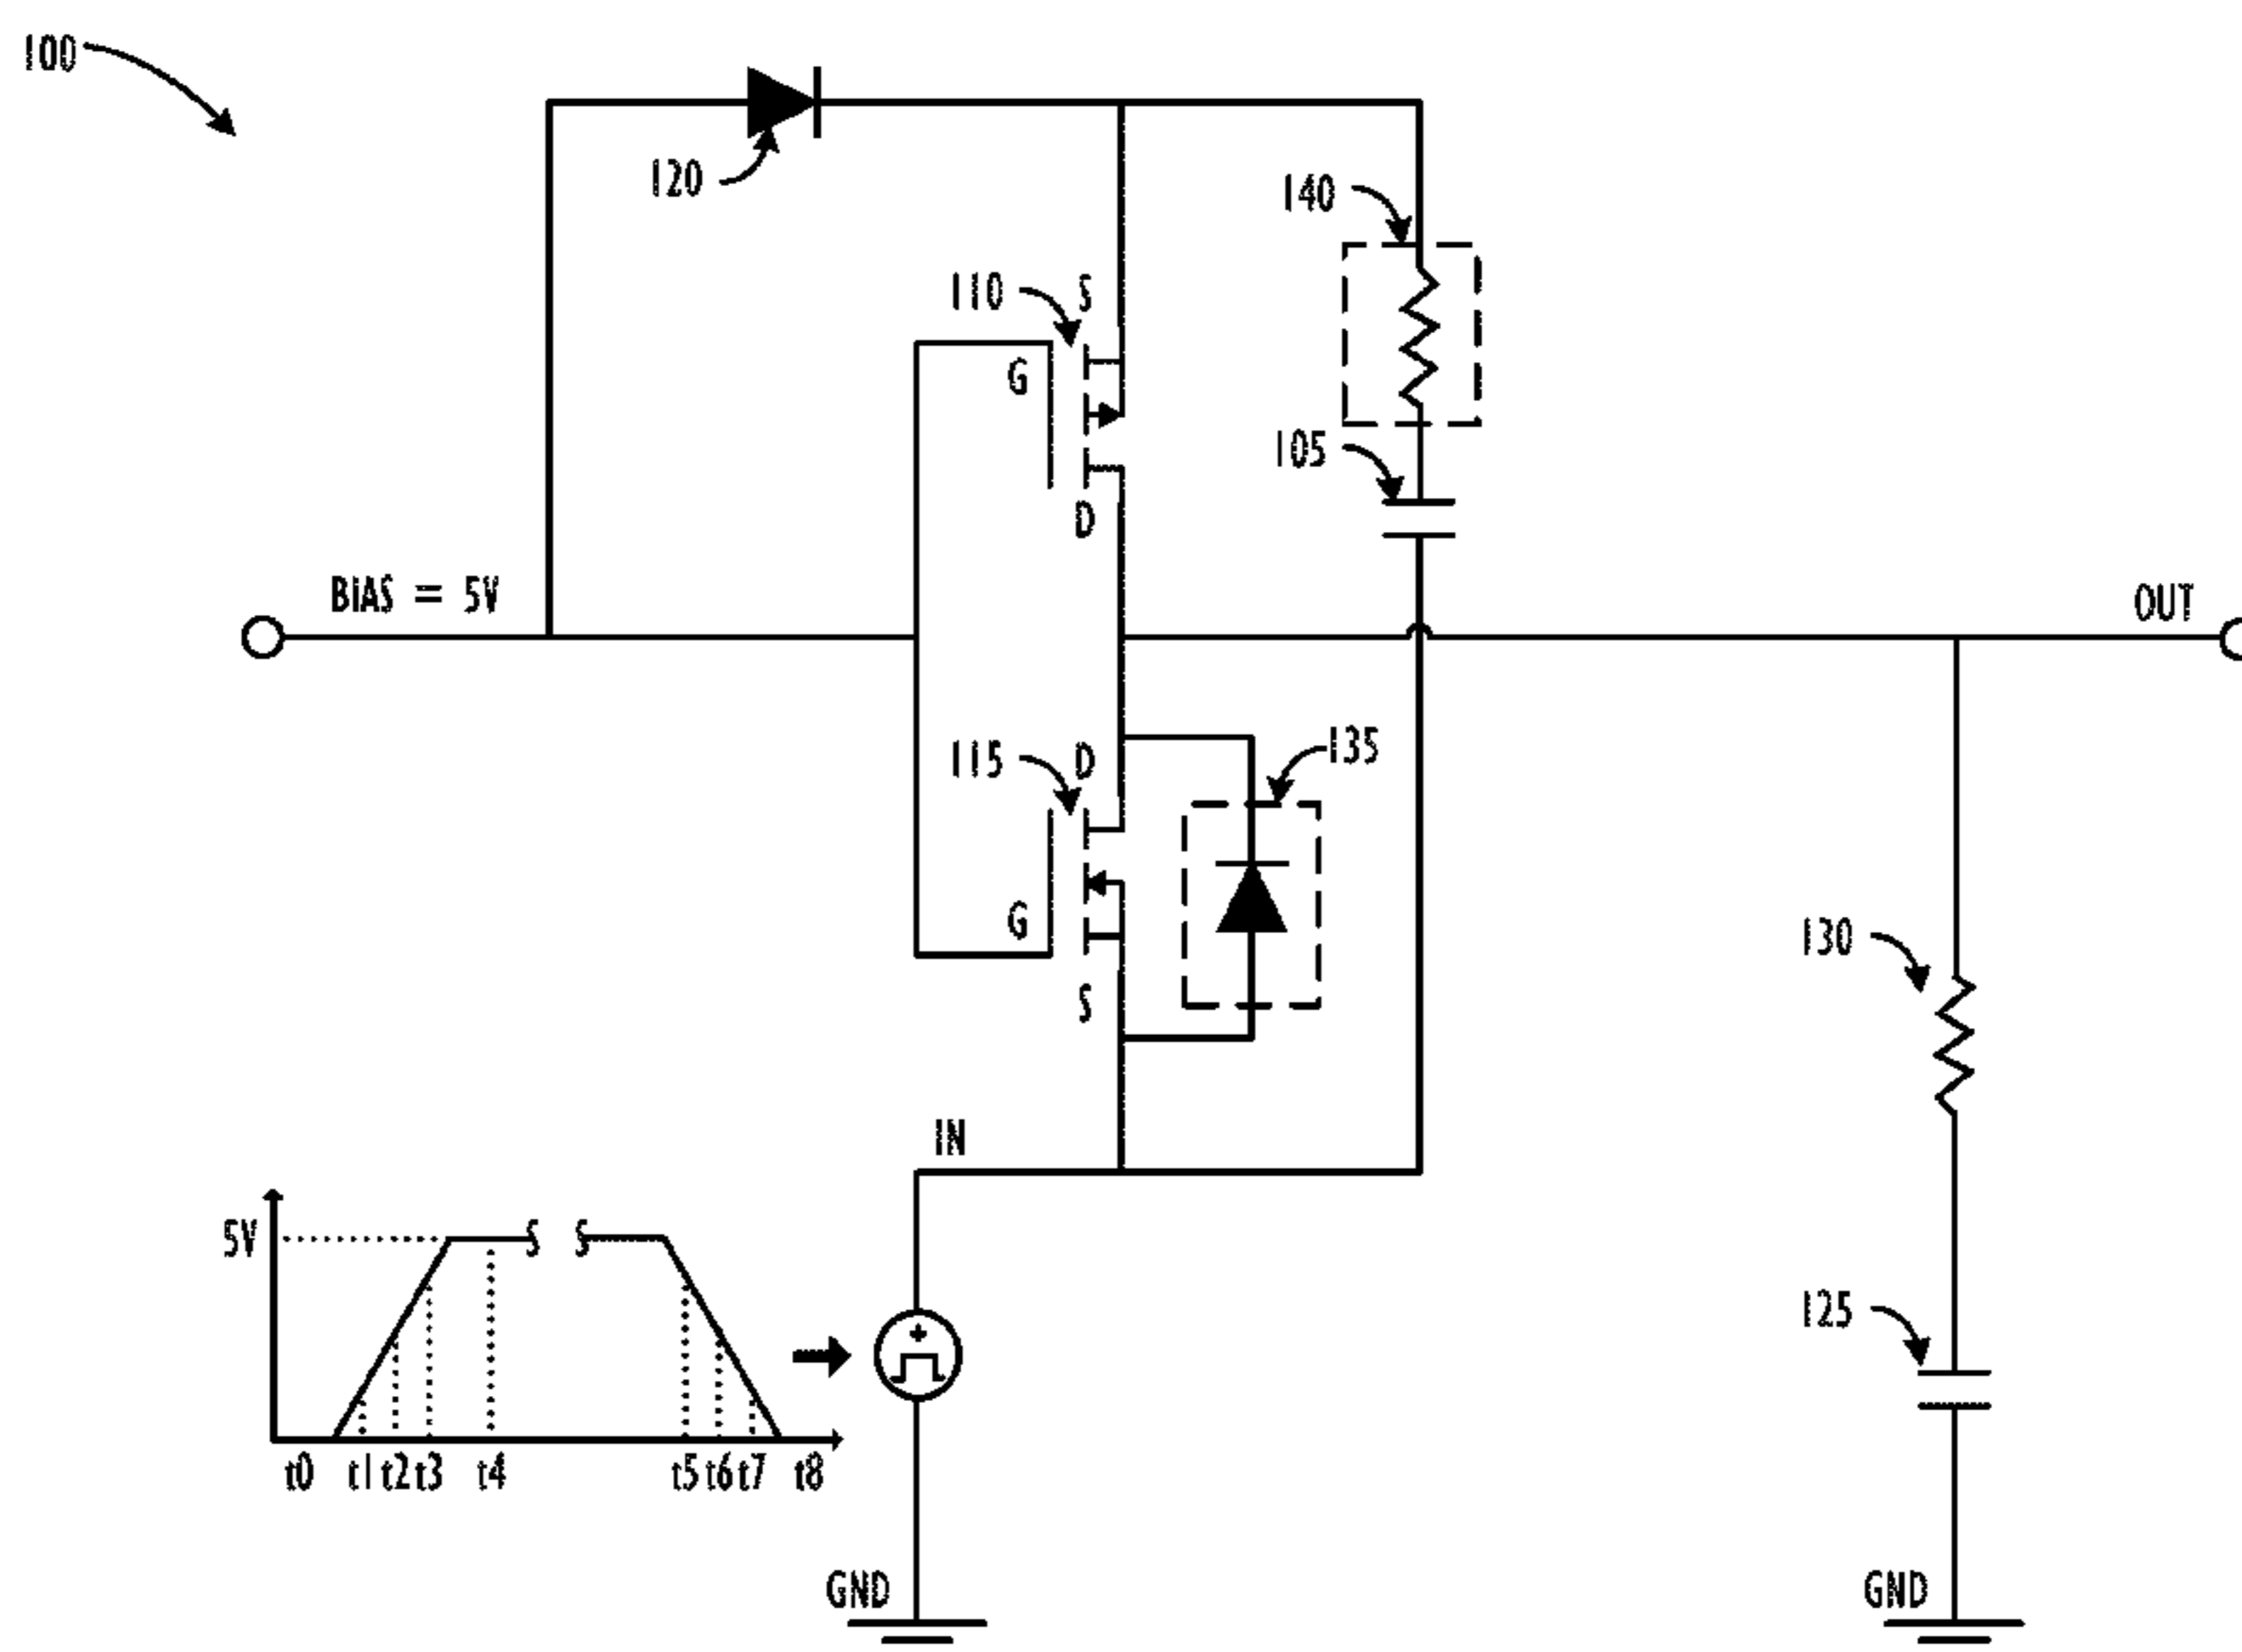 100
120
140
110
S
G
105
D
BIAS = 5V
OUT
115
D
135
G
S
130
IN
5V
S S
125
t0 t1 t2 t3 t4 t5 t6 t7 t8
GND
GND